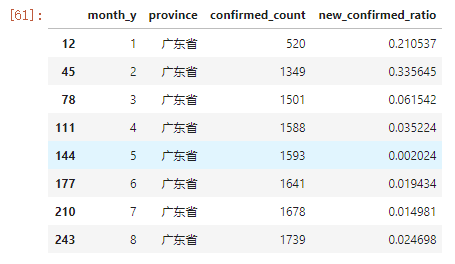 [61]:
month_y province confirmed_count new_confirmed_ratio
12 1 广东省 520 0.210537
45 2 广东省 1349 0.335645
78 3 广东省 1501 0.061542
111 4 广东省 1588 0.035224
144 5 广东省 1593 0.002024
177 6 广东省 1641 0.019434
210 7 广东省 1678 0.014981
243 8 广东省 1739 0.024698